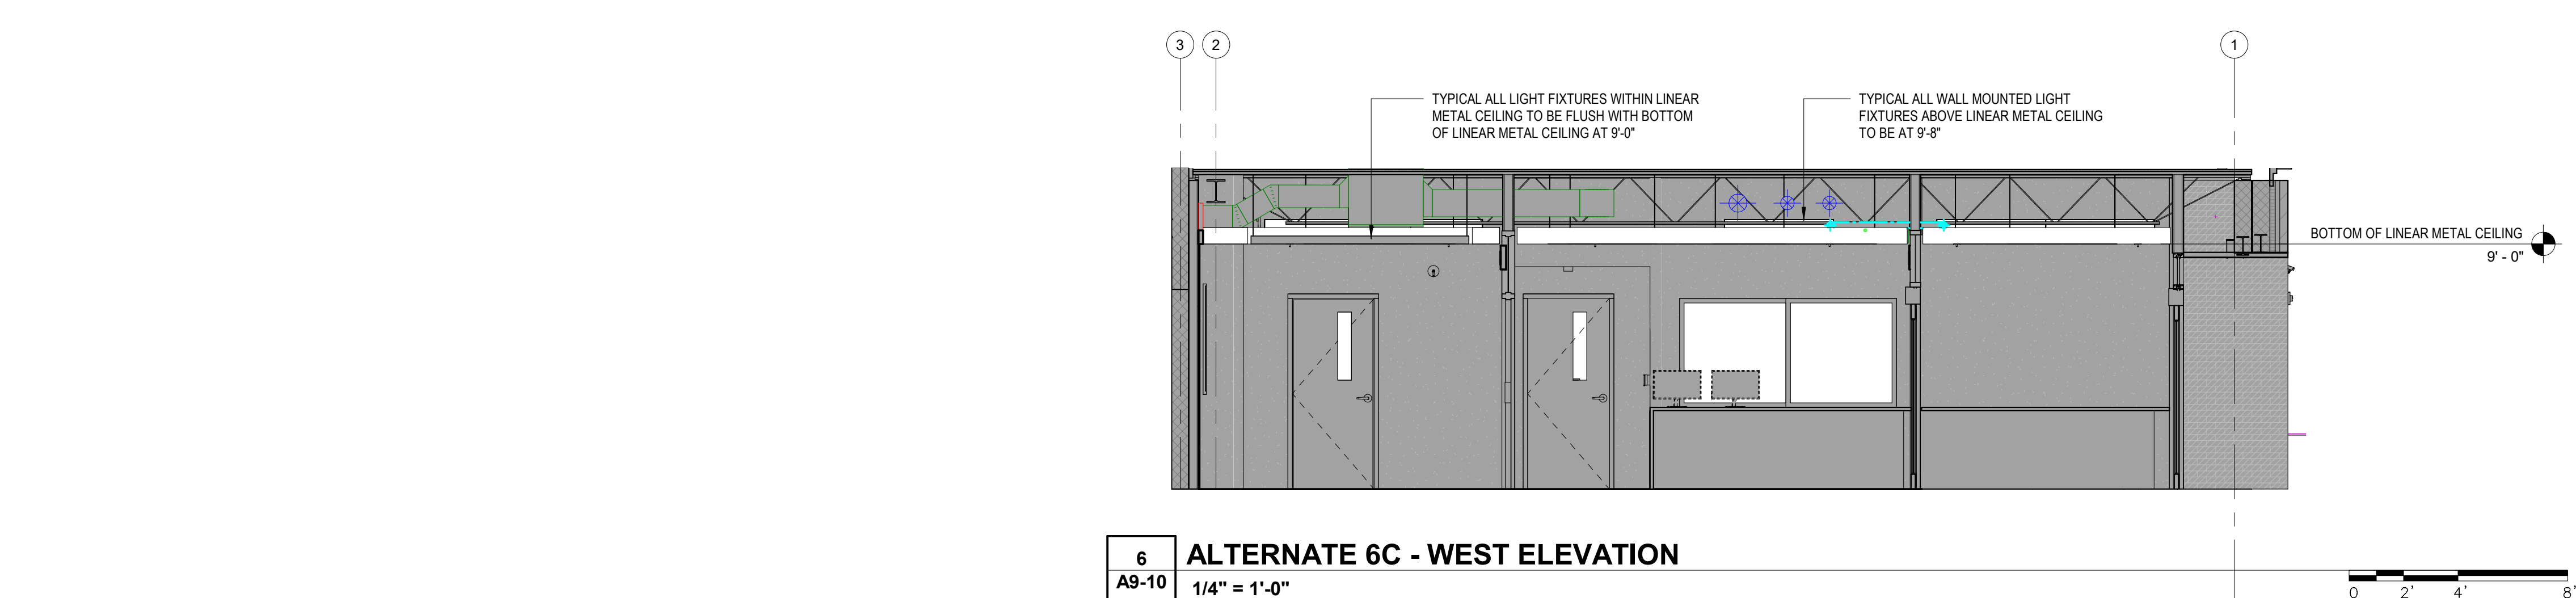 3
2
1
TYPICAL ALL LIGHT FIXTURES WITHIN LINEAR
METAL CEILING TO BE FLUSH WITH BOTTOM
OF LINEAR METAL CEILING AT 9'-0"
TYPICAL ALL WALL MOUNTED LIGHT
FIXTURES ABOVE LINEAR METAL CEILING
TO BE AT 9'-8"
BOTTOM OF LINEAR METAL CEILING
9' - 0"
6
A9-10
ALTERNATE 6C - WEST ELEVATION
1/4" = 1'-0"
0 2' 4' 8'